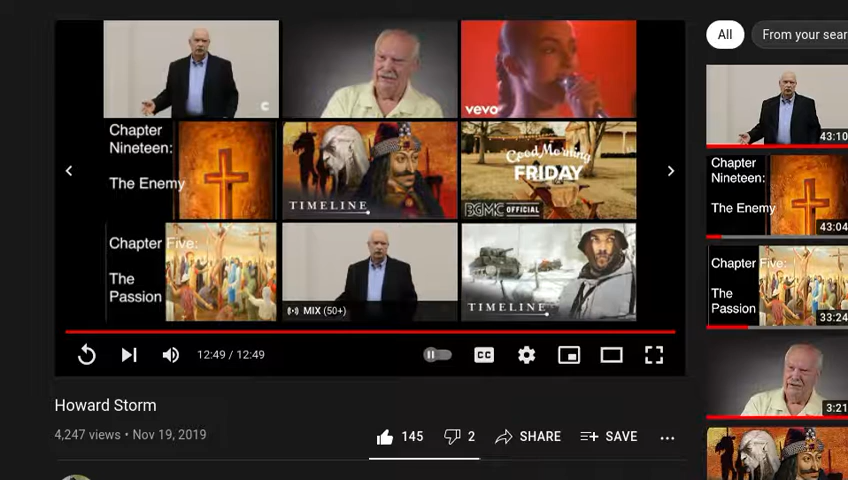 All
From your sear
vevo
43:10
Chapter
Nineteen:
The Enemy
TIMELINE
Good Morning
FRIDAY
BGMC OFFICIAL
Chapter
Nineteen:
The Enemy
43:04
Chapter Five:
The
Passion
MIX (50+)
TIMELINE
Chapter Five:
The
Passion
33:24
12:49 / 12:49
CC
3:21
Howard Storm
4,247 views • Nov 19, 2019
145
2
SHARE
SAVE